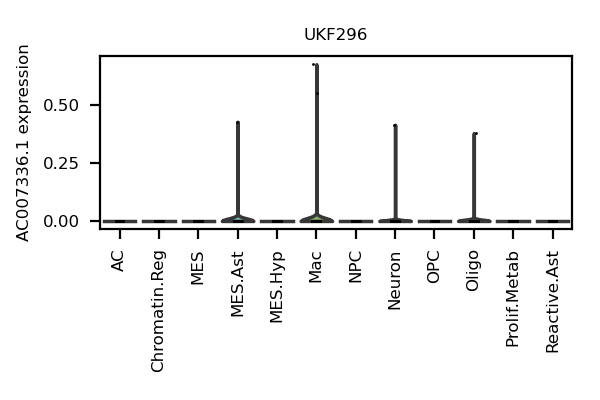 UKF296
AC007336.1 expression
0.50
0.25
0.00
AC
Chromatin.Reg
MES
MES.Ast
MES.Hyp
Mac
NPC
Neuron
OPC
Oligo
Prolif.Metab
Reactive.Ast